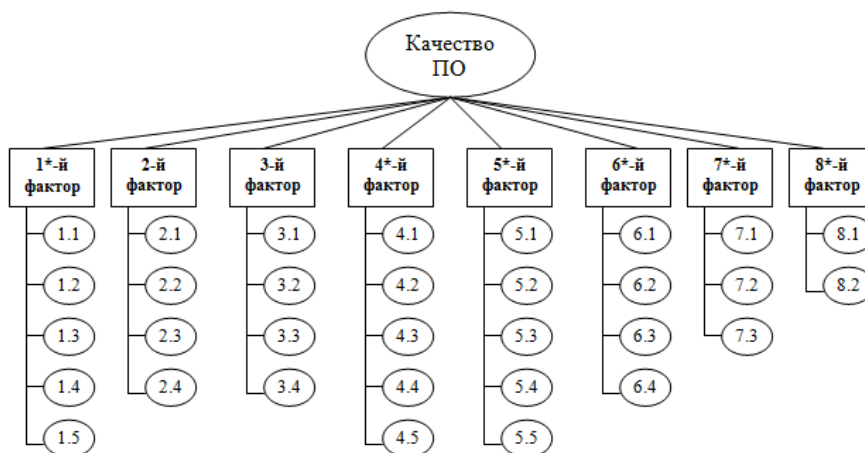 Качество
ПО
1*-й фактор
2-й фактор
3-й фактор
4*-й фактор
5*-й фактор
6*-й фактор
7*-й фактор
8*-й фактор
1.1 2.1 3.1 4.1 5.1 6.1 7.1 8.1
1.2 2.2 3.2 4.2 5.2 6.2 7.2 8.2
1.3 2.3 3.3 4.3 5.3 6.3 7.3
1.4 2.4 3.4 4.4 5.4 6.4
1.5 4.5 5.5